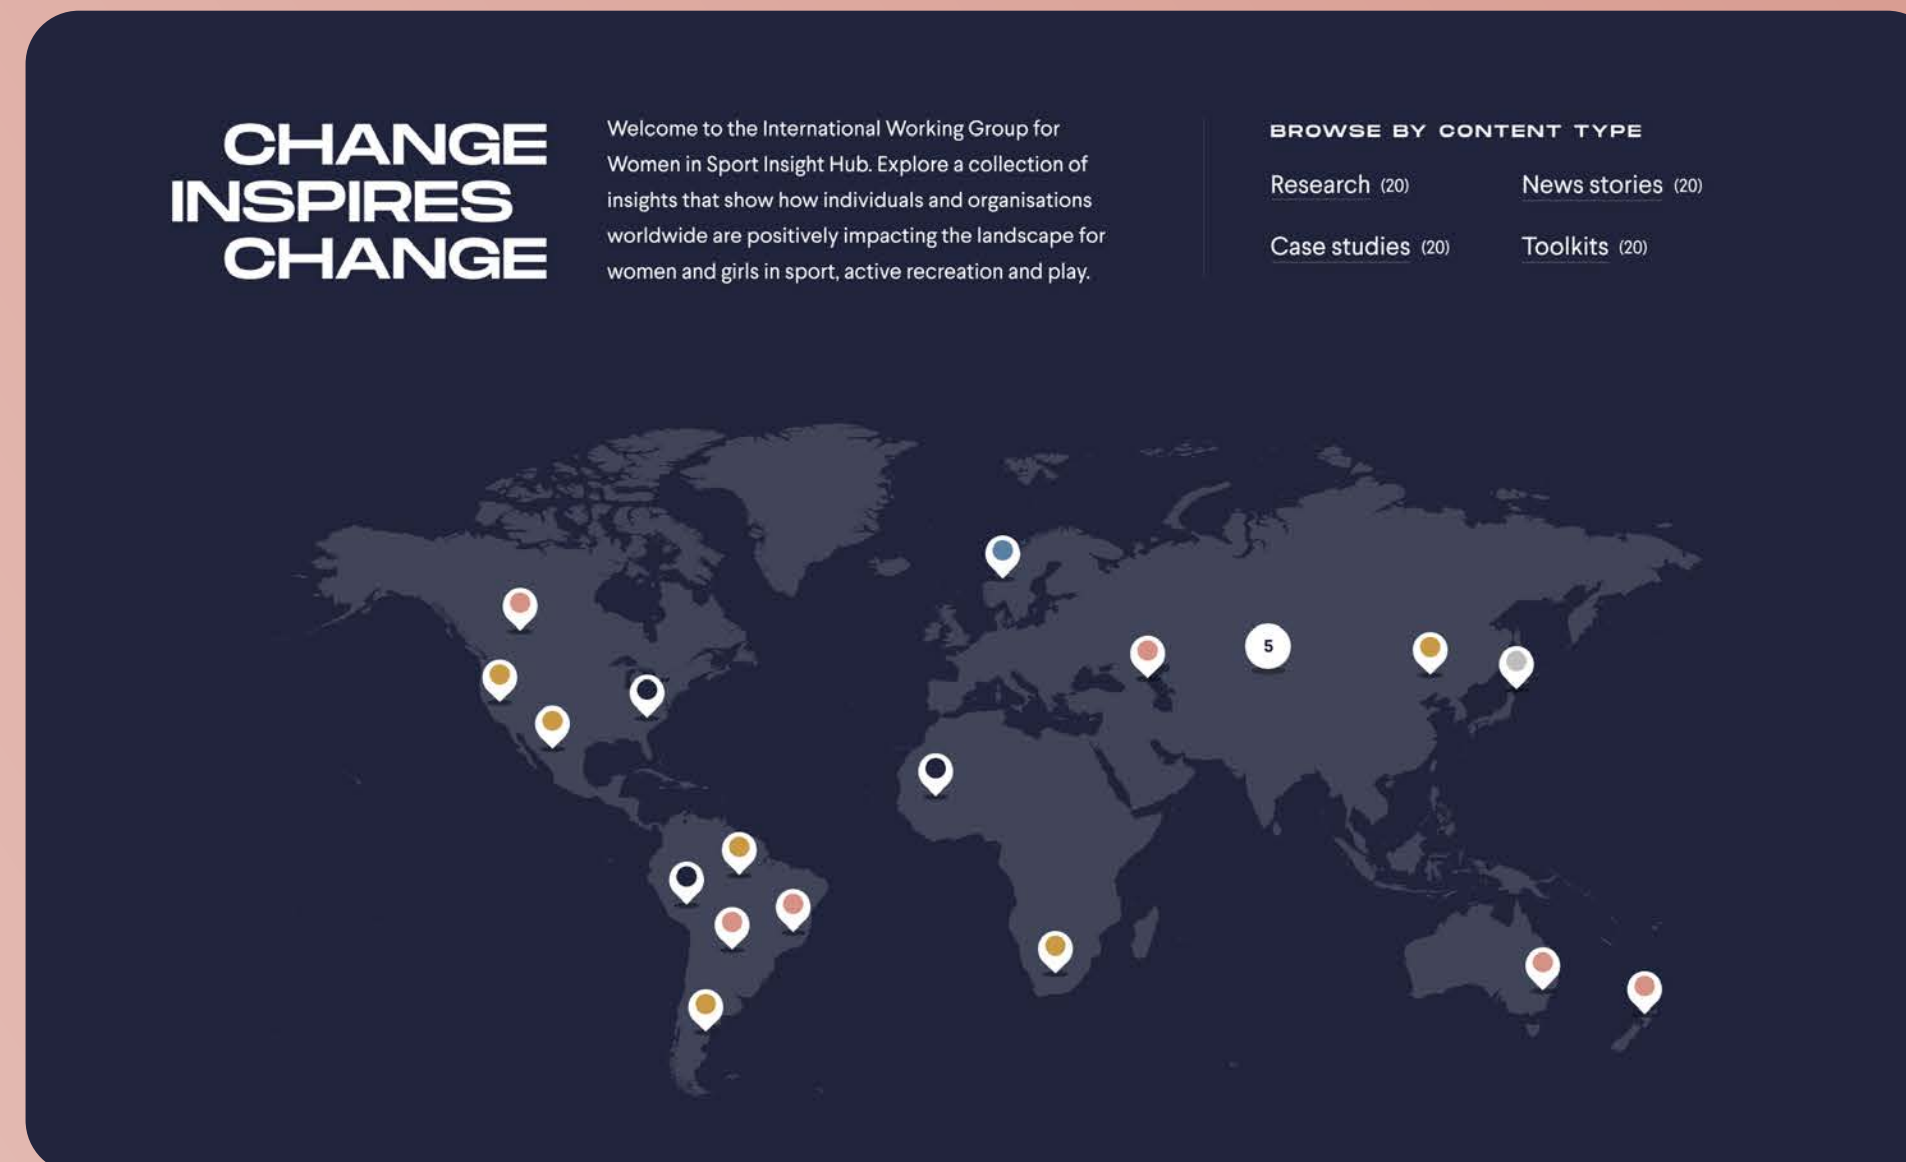 CHANGE
INSPIRES
CHANGE
Welcome to the International Working Group for
Women in Sport Insight Hub. Explore a collection of
insights that show how individuals and organisations
worldwide are positively impacting the landscape for
women and girls in sport, active recreation and play.
BROWSE BY CONTENT TYPE
Research (20)
News stories (20)
Case studies (20)
Toolkits (20)
5